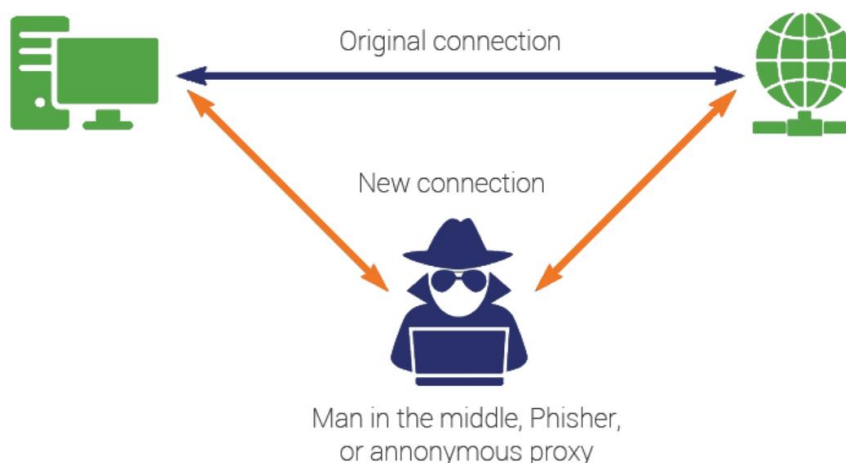 Original connection
New connection
Man in the middle, Phisher,
or annonymous proxy